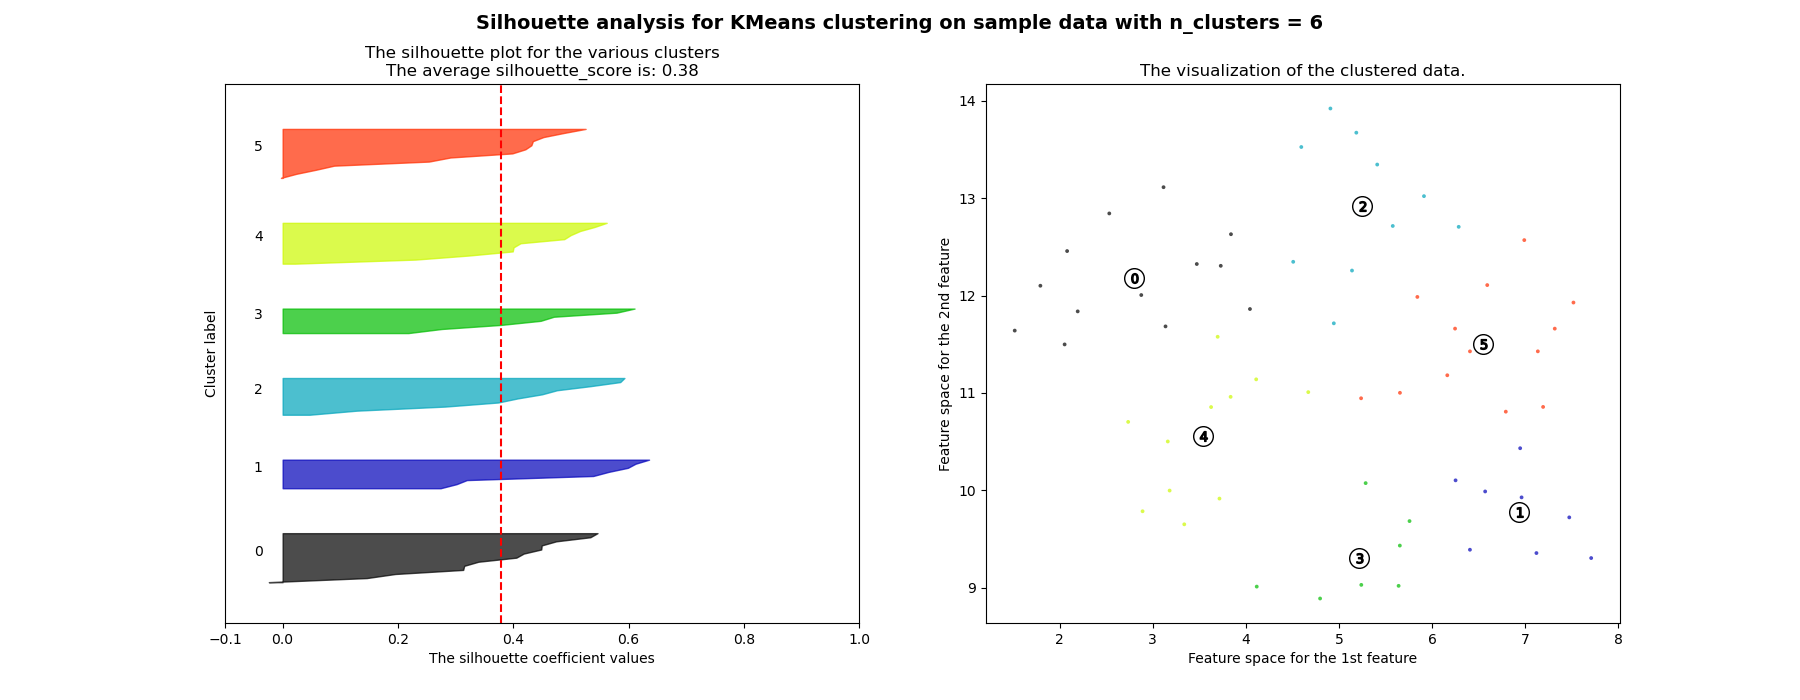 Silhouette analysis for KMeans clustering on sample data with n_clusters = 6
The silhouette plot for the various clusters
The average silhouette_score is: 0.38
Cluster label
5
4
3
2
1
0
−0.1 0.0 0.2 0.4 0.6 0.8 1.0
The silhouette coefficient values
The visualization of the clustered data.
Feature space for the 2nd feature
14
13
12
11
10
9
2
0
5
4
1
3
2 3 4 5 6 7 8
Feature space for the 1st feature